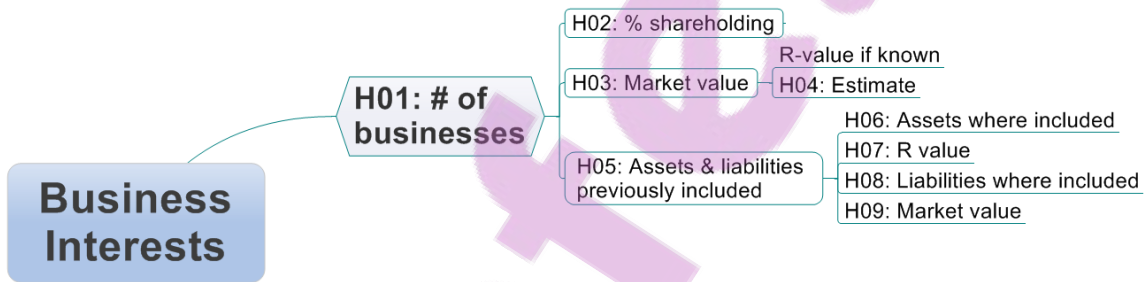 H02: % shareholding
R-value if known
H01: # of
businesses
H03: Market value
H04: Estimate
H06: Assets where included
H05: Assets & liabilities
previously included
H07: R value
H08: Liabilities where included
H09: Market value
Business
Interests